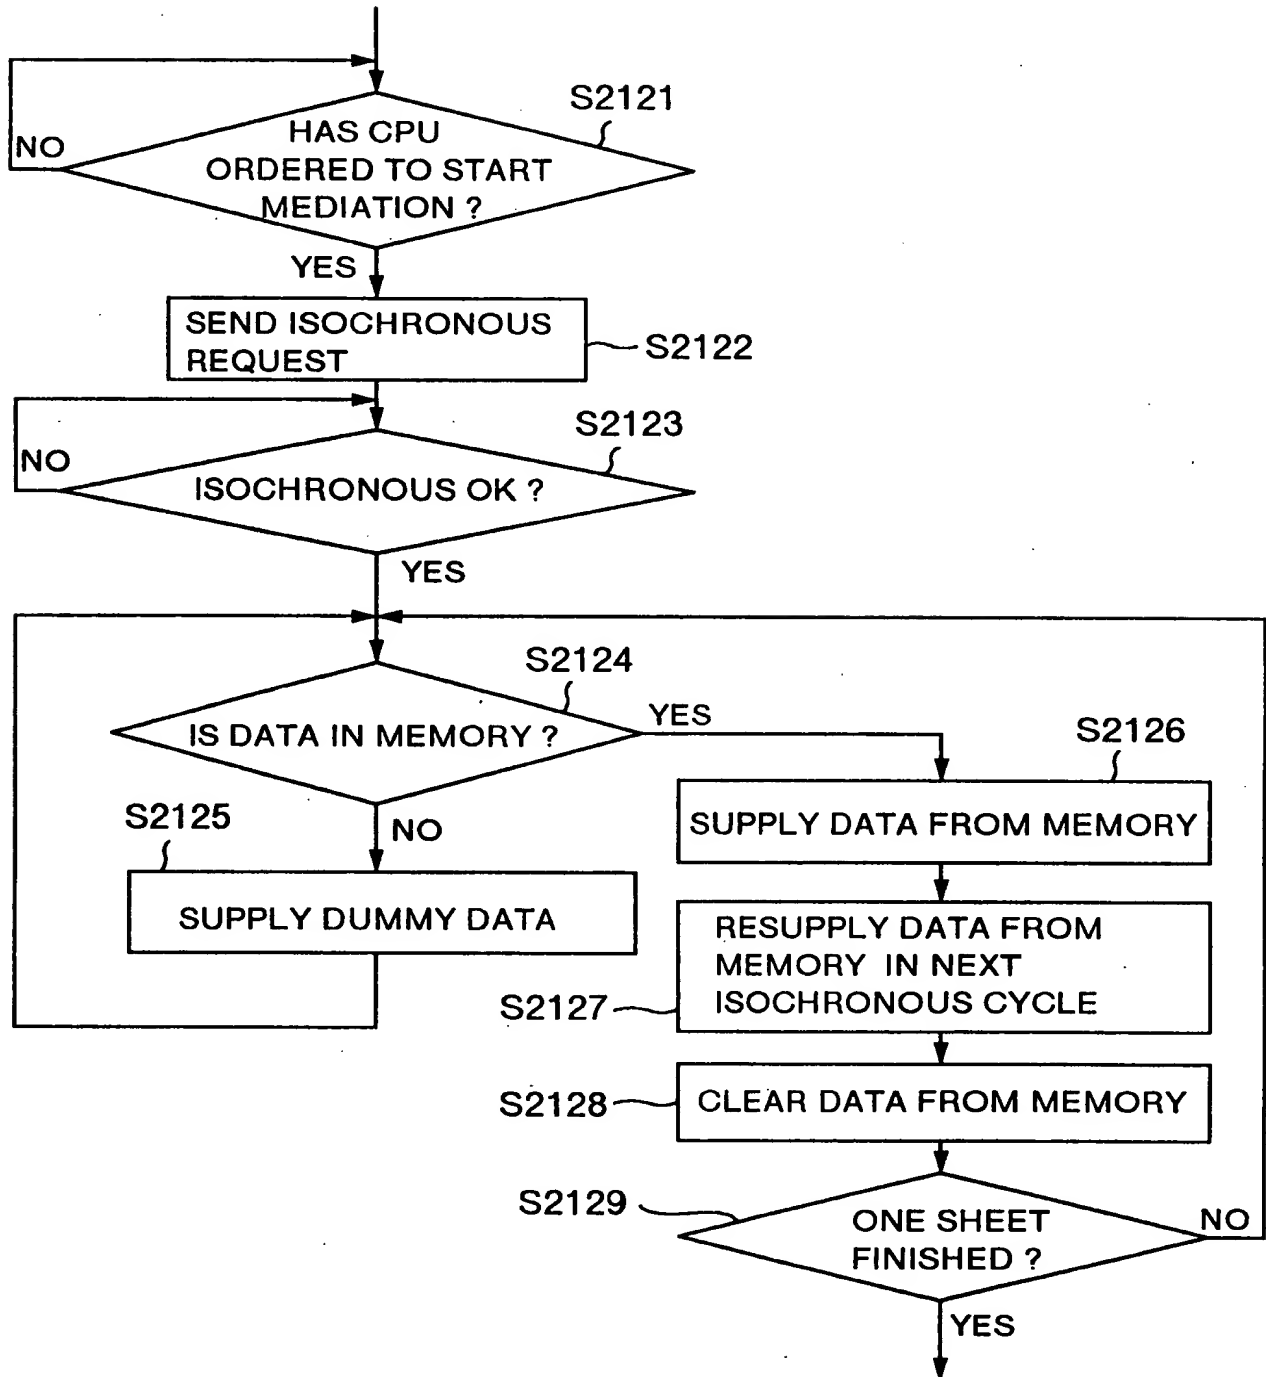 S2121
HAS CPU
ORDERED TO START
MEDIATION ?
NO
YES
SEND ISOCHRONOUS
REQUEST
S2122
S2123
NO
ISOCHRONOUS OK ?
YES
S2124
IS DATA IN MEMORY ?
YES
S2126
S2125
NO
SUPPLY DATA FROM MEMORY
SUPPLY DUMMY DATA
RESUPPLY DATA FROM
MEMORY IN NEXT
ISOCHRONOUS CYCLE
S2127
S2128
CLEAR DATA FROM MEMORY
S2129
ONE SHEET
FINISHED ?
NO
YES